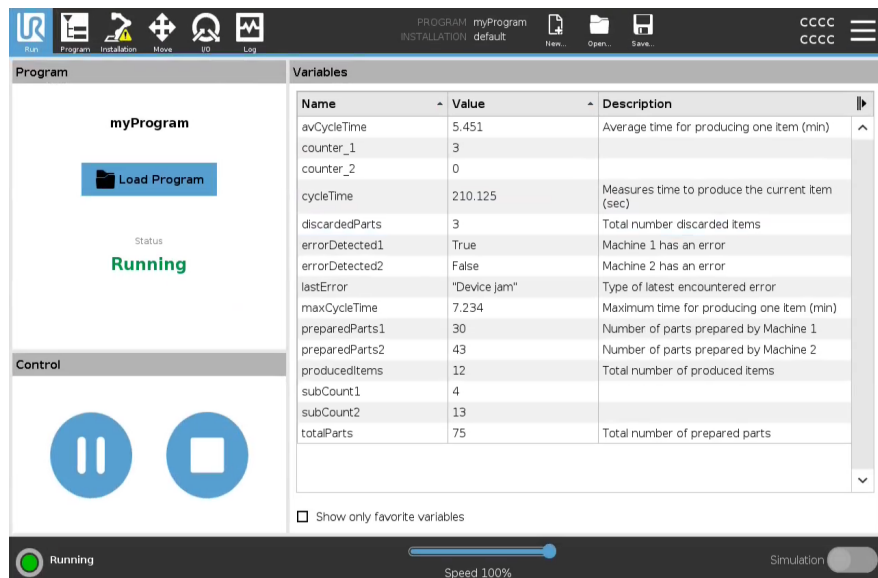 UR
Run Program Installation Move I/O Log
PROGRAM myProgram
INSTALLATION default
New... Open... Save...
CCCC
CCCC
Program
myProgram
Load Program
Status
Running
Control
Variables
Name Value Description
avCycleTime 5.451 Average time for producing one item (min)
counter_1 3
counter_2 0
cycleTime 210.125 Measures time to produce the current item
(sec)
discardedParts 3 Total number discarded items
errorDetected1 True Machine 1 has an error
errorDetected2 False Machine 2 has an error
lastError "Device jam" Type of latest encountered error
maxCycleTime 7.234 Maximum time for producing one item (min)
preparedParts1 30 Number of parts prepared by Machine 1
preparedParts2 43 Number of parts prepared by Machine 2
producedItems 12 Total number of produced items
subCount1 4
subCount2 13
totalParts 75 Total number of prepared parts
Show only favorite variables
Running
Speed 100%
Simulation